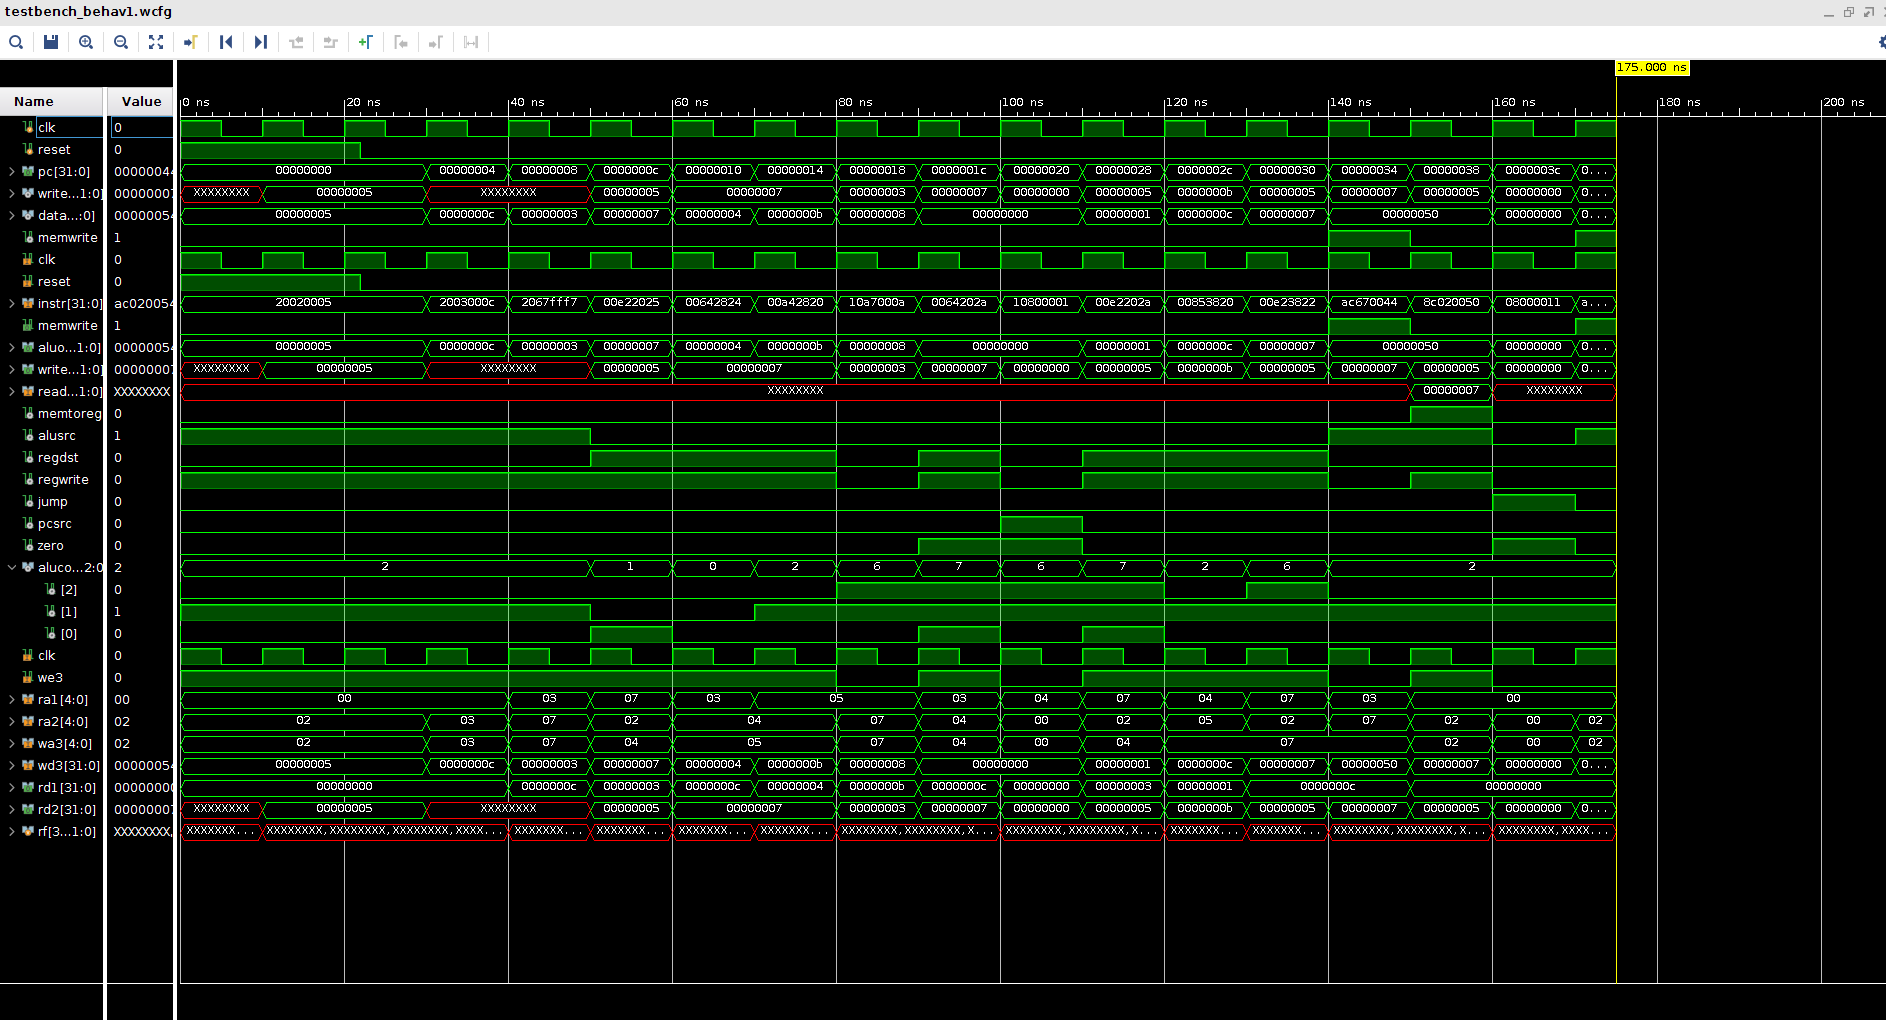 testbench_behav1.wcfg
175.000 ns
Name Value 0 ns 20 ns 40 ns 60 ns 80 ns 100 ns 120 ns 140 ns 160 ns 180 ns 200 ns
clk 0
reset 0
pc[31:0] 00000044 00000000 00000004 00000008 0000000c 00000010 00000014 00000018 0000001c 00000020 00000028 0000002c 00000030 00000034 00000038 0000003c 0...
write...1:0] 00000007 XXXXXXXX 00000005 XXXXXXXX 00000005 00000007 00000003 00000007 00000000 00000005 0000000b 00000005 00000007 00000005 00000000 0...
data...:0] 00000054 00000005 0000000c 00000003 00000007 00000004 0000000b 00000008 00000000 00000001 0000000c 00000007 00000050 00000000 0...
memwrite 1
clk 0
reset 0
instr[31:0] ac020054 20020005 2003000c 2067fff7 00e22025 00642824 00a42820 10a7000a 0064202a 10800001 00e2202a 00853820 00e23822 ac670044 8c020050 08000011 a...
memwrite 1
aluo...1:0] 00000054 00000005 0000000c 00000003 00000007 00000004 0000000b 00000008 00000000 00000001 0000000c 00000007 00000050 00000000 0...
write...1:0] 00000007 XXXXXXXX 00000005 XXXXXXXX 00000005 00000007 00000003 00000007 00000000 00000005 0000000b 00000005 00000007 00000005 00000000 0...
read...1:0] XXXXXXXX XXXXXXXX 00000007 XXXXXXXX
memtoreg 0
alusrc 1
regdst 0
regwrite 0
jump 0
pcsrc 0
zero 0
aluco...2:0 2 2 1 0 2 6 7 6 7 2 6 2
[2] 0
[1] 1
[0] 0
clk 0
we3 0
ra1[4:0] 00 00 03 07 03 05 03 04 07 04 07 03 00
ra2[4:0] 02 02 03 07 02 04 07 04 00 02 05 02 07 02 00 02
wa3[4:0] 02 02 03 07 04 05 07 04 00 04 07 02 00 02
wd3[31:0] 00000054 00000005 0000000c 00000003 00000007 00000004 0000000b 00000008 00000000 00000001 0000000c 00000007 00000050 00000007 00000000 0...
rd1[31:0] 00000000 00000000 0000000c 00000003 0000000c 00000004 0000000b 0000000c 00000000 00000003 00000001 0000000c 00000000
rd2[31:0] 00000007 XXXXXXXX 00000005 XXXXXXXX 00000005 00000007 00000003 00000007 00000000 00000005 0000000b 00000005 00000007 00000005 00000000 0...
rf[3...1:0] XXXXXXXX, XXXXXXX... XXXXXXXX,XXXXXXXX,XXXXXXXX,XXXX... XXXXXXX... XXXXXXX... XXXXXXX... XXXXXXX... XXXXXXXX,XXXXXXXX,X... XXXXXXXX,XXXXXXXX,X... XXXXXXX... XXXXXXX... XXXXXXXX,XXXXXXXX,X... XXXXXXXX,XXXX...